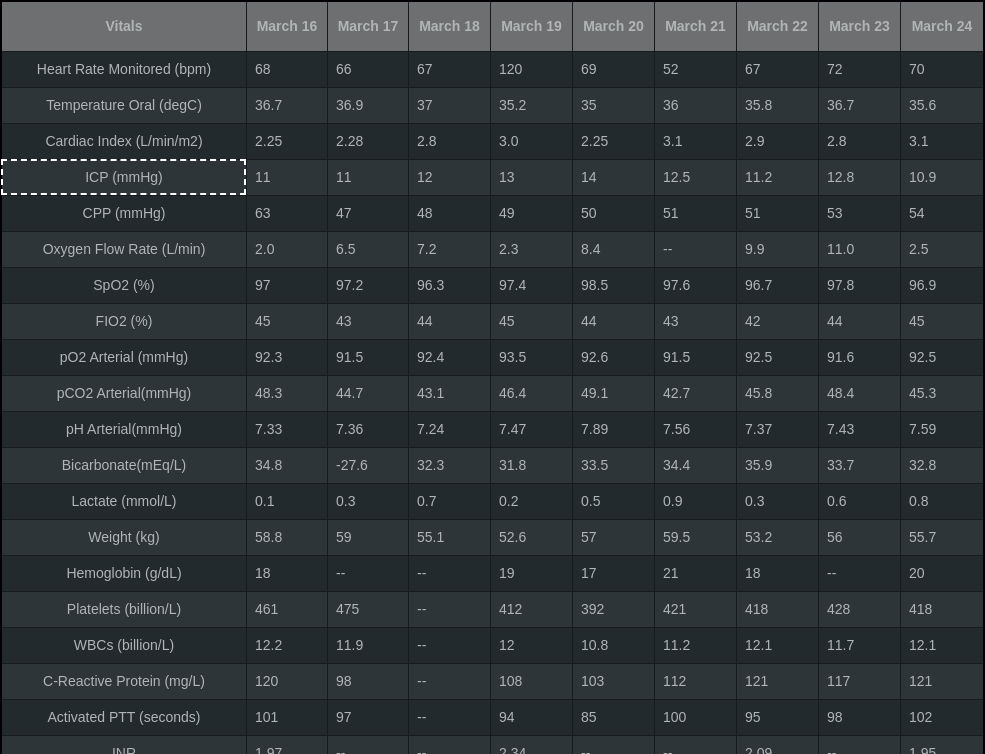 Vitals March 16 March 17 March 18 March 19 March 20 March 21 March 22 March 23 March 24
Heart Rate Monitored (bpm) 68 66 67 120 69 52 67 72 70
Temperature Oral (degC) 36.7 36.9 37 35.2 35 36 35.8 36.7 35.6
Cardiac Index (L/min/m2) 2.25 2.28 2.8 3.0 2.25 3.1 2.9 2.8 3.1
ICP (mmHg) 11 11 12 13 14 12.5 11.2 12.8 10.9
CPP (mmHg) 63 47 48 49 50 51 51 53 54
Oxygen Flow Rate (L/min) 2.0 6.5 7.2 2.3 8.4 -- 9.9 11.0 2.5
SpO2 (%) 97 97.2 96.3 97.4 98.5 97.6 96.7 97.8 96.9
FIO2 (%) 45 43 44 45 44 43 42 44 45
pO2 Arterial (mmHg) 92.3 91.5 92.4 93.5 92.6 91.5 92.5 91.6 92.5
pCO2 Arterial(mmHg) 48.3 44.7 43.1 46.4 49.1 42.7 45.8 48.4 45.3
pH Arterial(mmHg) 7.33 7.36 7.24 7.47 7.89 7.56 7.37 7.43 7.59
Bicarbonate(mEq/L) 34.8 -27.6 32.3 31.8 33.5 34.4 35.9 33.7 32.8
Lactate (mmol/L) 0.1 0.3 0.7 0.2 0.5 0.9 0.3 0.6 0.8
Weight (kg) 58.8 59 55.1 52.6 57 59.5 53.2 56 55.7
Hemoglobin (g/dL) 18 -- -- 19 17 21 18 -- 20
Platelets (billion/L) 461 475 -- 412 392 421 418 428 418
WBCs (billion/L) 12.2 11.9 -- 12 10.8 11.2 12.1 11.7 12.1
C-Reactive Protein (mg/L) 120 98 -- 108 103 112 121 117 121
Activated PTT (seconds) 101 97 -- 94 85 100 95 98 102
INR 1.97 -- -- 2.34 -- -- 2.09 -- 1.95